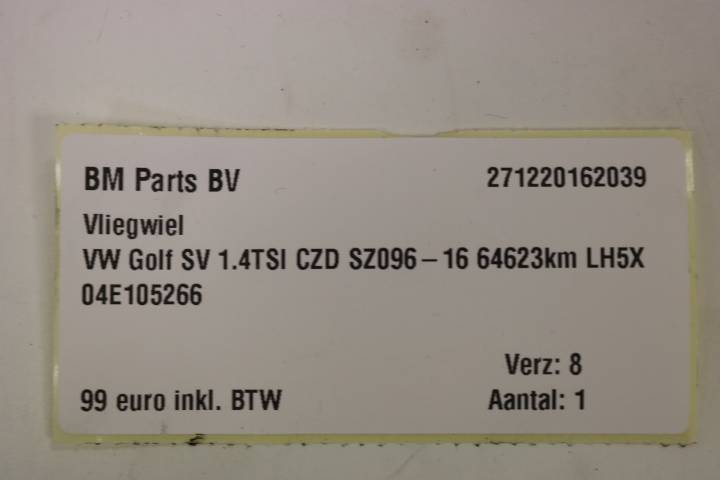 BM Parts BV 271220162039
Vliegwiel
VW Golf SV 1.4TSI CZD SZ096-16 64623km LH5X
04E105266
Verz: 8
99 euro inkl. BTW Aantal: 1